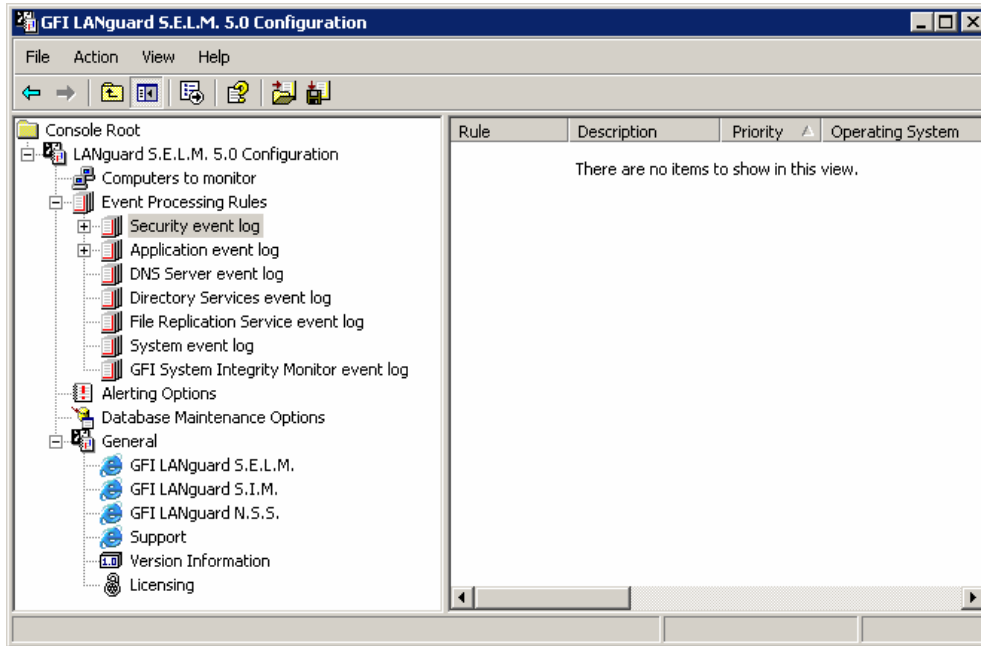 GFI LANguard S.E.L.M. 5.0 Configuration
File Action View Help
Console Root
LANguard S.E.L.M. 5.0 Configuration
Computers to monitor
Event Processing Rules
Security event log
Application event log
DNS Server event log
Directory Services event log
File Replication Service event log
System event log
GFI System Integrity Monitor event log
Alerting Options
Database Maintenance Options
General
GFI LANguard S.E.L.M.
GFI LANguard S.I.M.
GFI LANguard N.S.S.
Support
1.0 Version Information
Licensing
Rule Description Priority Operating System
There are no items to show in this view.